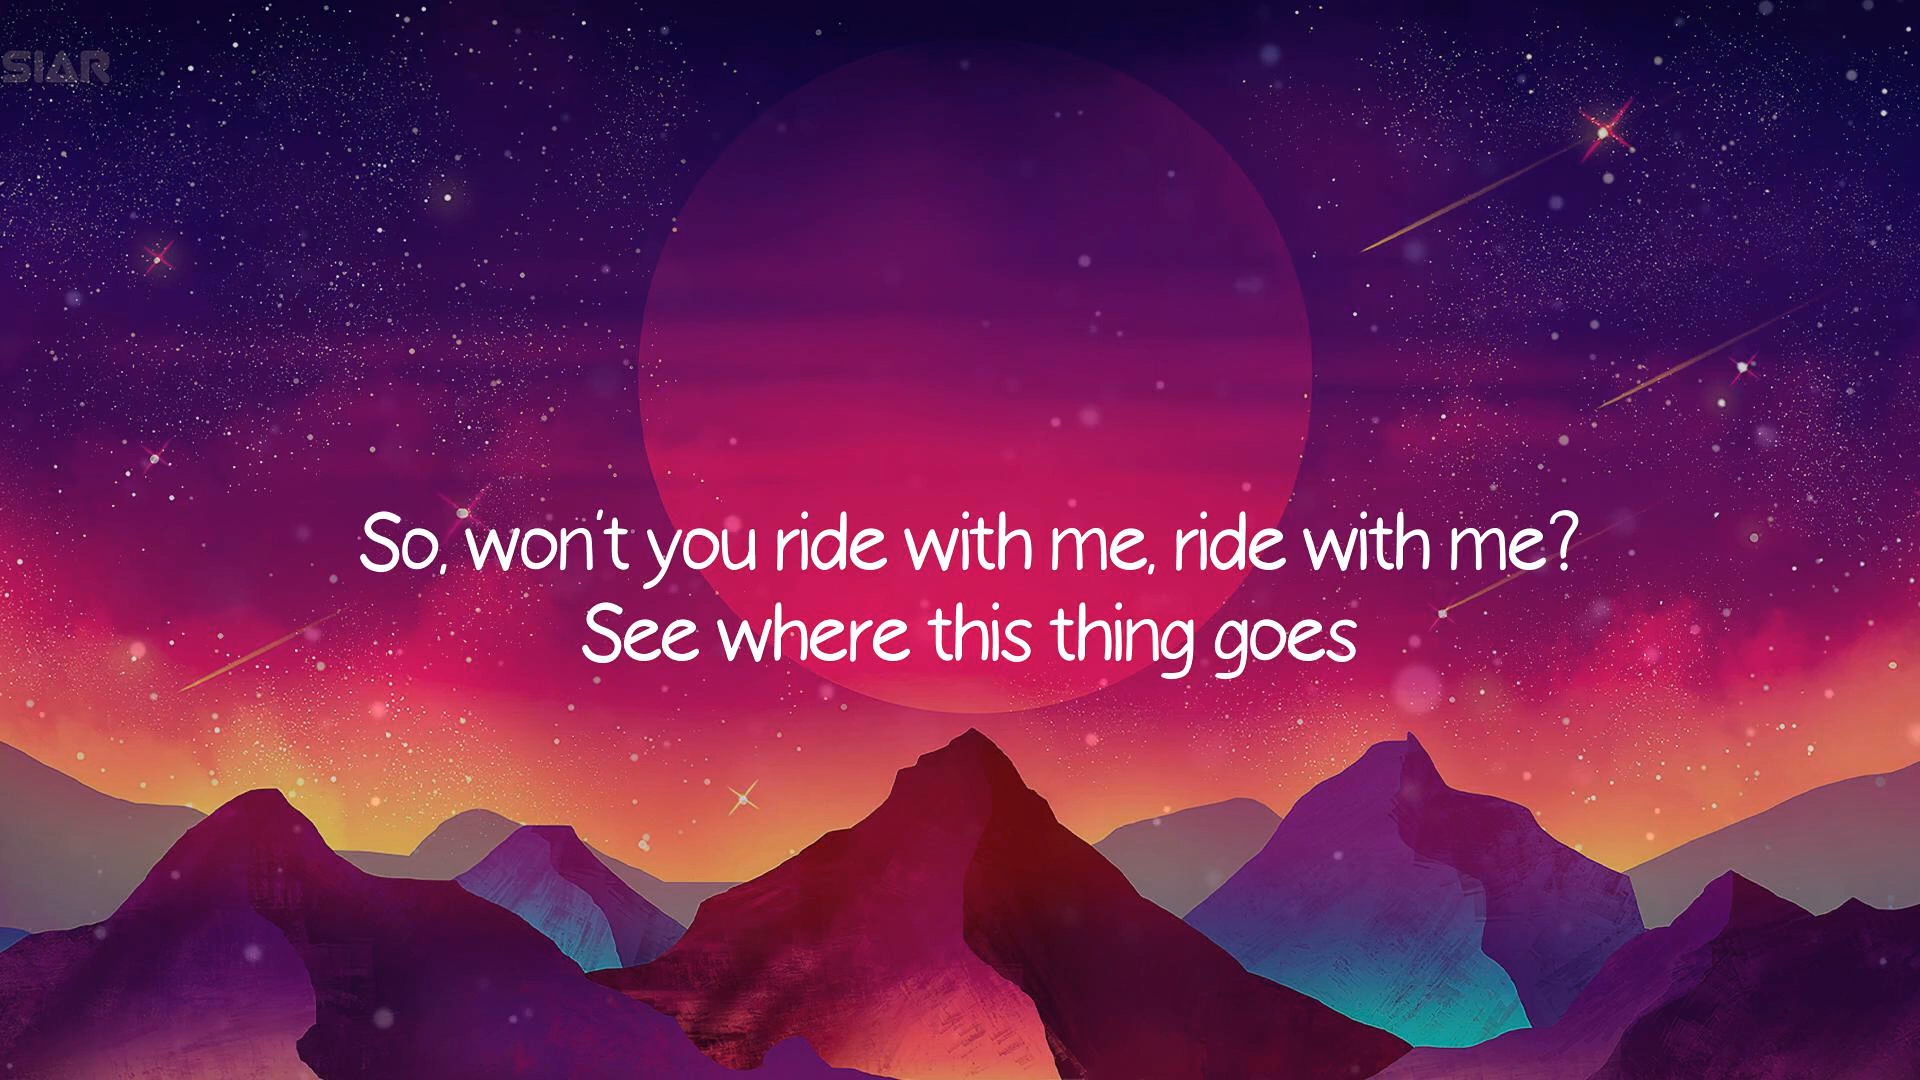 SIAR
So, won't you ride with me, ride with me?
See where this thing goes